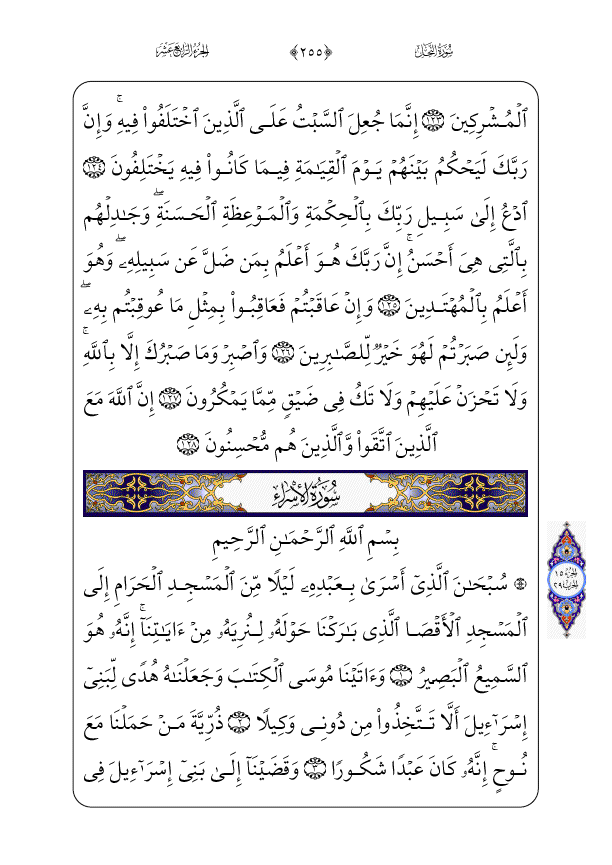 سُورَةُ النَّحۡل
﴿٢٥٥﴾
الجُزءُ الرَّابِعَ عَشَرَ
ٱلۡمُشۡرِكِينَ ١٢٣ إِنَّمَا جُعِلَ ٱلسَّبۡتُ عَلَى ٱلَّذِينَ ٱخۡتَلَفُواْ فِيهِۚ وَإِنَّ
رَبَّكَ لَيَحۡكُمُ بَيۡنَهُمۡ يَوۡمَ ٱلۡقِيَٰمَةِ فِيمَا كَانُواْ فِيهِ يَخۡتَلِفُونَ ١٢٤
ٱدۡعُ إِلَىٰ سَبِيلِ رَبِّكَ بِٱلۡحِكۡمَةِ وَٱلۡمَوۡعِظَةِ ٱلۡحَسَنَةِۖ وَجَٰدِلۡهُم
بِٱلَّتِي هِيَ أَحۡسَنُۚ إِنَّ رَبَّكَ هُوَ أَعۡلَمُ بِمَن ضَلَّ عَن سَبِيلِهِۦۖ وَهُوَ
أَعۡلَمُ بِٱلۡمُهۡتَدِينَ ١٢٥ وَإِنۡ عَاقَبۡتُمۡ فَعَاقِبُواْ بِمِثۡلِ مَا عُوقِبۡتُم بِهِۦۖ
وَلَئِن صَبَرۡتُمۡ لَهُوَ خَيۡرٞ لِّلصَّٰبِرِينَ ١٢٦ وَٱصۡبِرۡ وَمَا صَبۡرُكَ إِلَّا بِٱللَّهِۚ
وَلَا تَحۡزَنۡ عَلَيۡهِمۡ وَلَا تَكُ فِي ضَيۡقٖ مِّمَّا يَمۡكُرُونَ ١٢٧ إِنَّ ٱللَّهَ مَعَ
ٱلَّذِينَ ٱتَّقَواْ وَّٱلَّذِينَ هُم مُّحۡسِنُونَ ١٢٨
سُورَةُ الإِسۡرَاء
بِسۡمِ ٱللَّهِ ٱلرَّحۡمَٰنِ ٱلرَّحِيمِ
۞ سُبۡحَٰنَ ٱلَّذِيٓ أَسۡرَىٰ بِعَبۡدِهِۦ لَيۡلٗا مِّنَ ٱلۡمَسۡجِدِ ٱلۡحَرَامِ إِلَى
ٱلۡمَسۡجِدِ ٱلۡأَقۡصَا ٱلَّذِي بَٰرَكۡنَا حَوۡلَهُۥ لِنُرِيَهُۥ مِنۡ ءَايَٰتِنَآۚ إِنَّهُۥ هُوَ
ٱلسَّمِيعُ ٱلۡبَصِيرُ ١ وَءَاتَيۡنَا مُوسَى ٱلۡكِتَٰبَ وَجَعَلۡنَٰهُ هُدٗى لِّبَنِيٓ
إِسۡرَٰٓءِيلَ أَلَّا تَتَّخِذُواْ مِن دُونِي وَكِيلٗا ٢ ذُرِّيَّةَ مَنۡ حَمَلۡنَا مَعَ
نُوحٍۚ إِنَّهُۥ كَانَ عَبۡدٗا شَكُورٗا ٣ وَقَضَيۡنَآ إِلَىٰ بَنِيٓ إِسۡرَٰٓءِيلَ فِي
الجزء ١٥
الحزب ٢٩